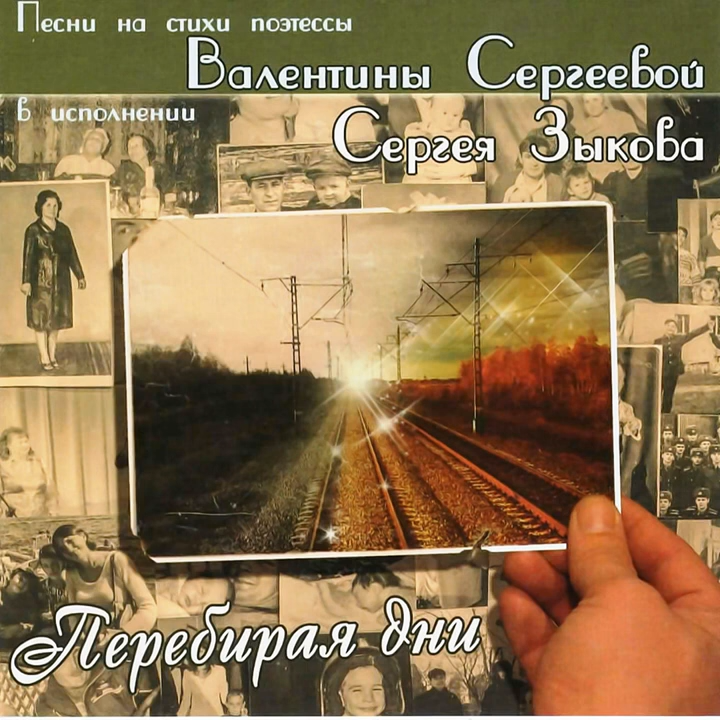 Песни на стихи поэтессы
Валентины Сергеевой
в исполнении
Сергея Зыкова
Перебирая дни